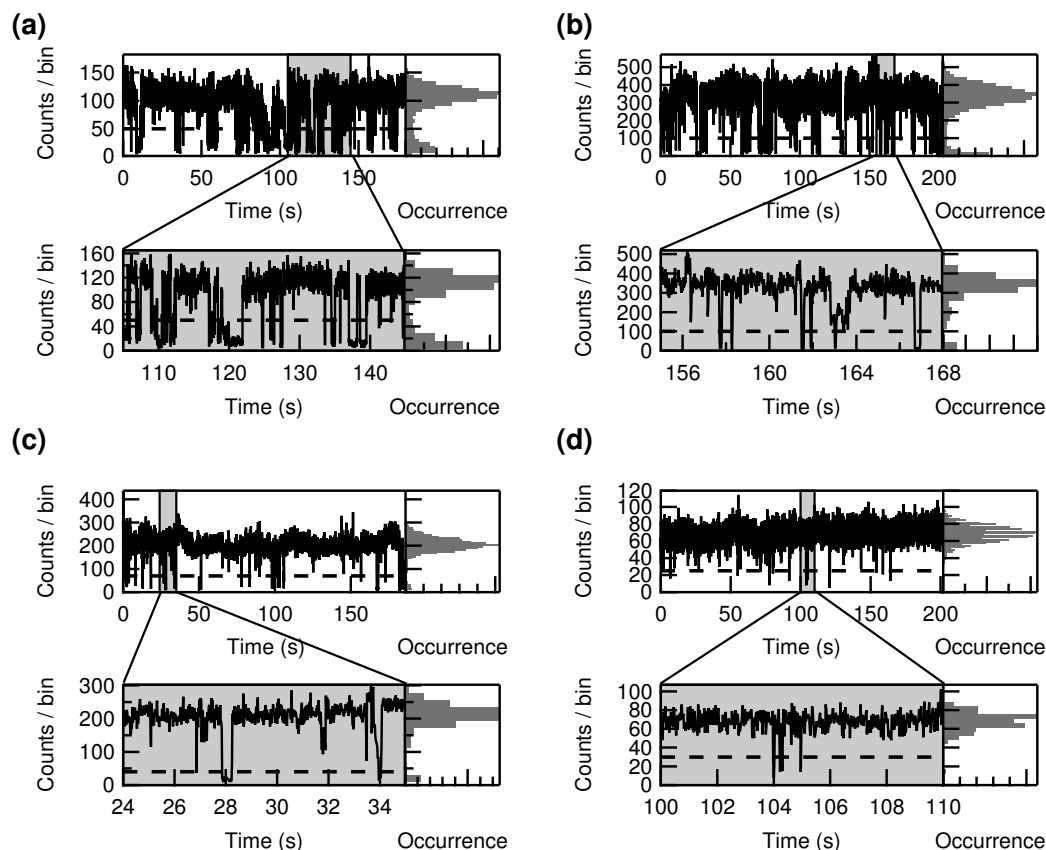 (a)
Counts / bin
150
100
50
0
0 50 100 150
Time (s) Occurrence
Counts / bin
160
120
80
40
0
110 120 130 140
Time (s) Occurrence
(b)
Counts / bin
500
400
300
200
100
0
0 50 100 150 200
Time (s) Occurrence
Counts / bin
500
400
300
200
100
0
156 160 164 168
Time (s) Occurrence
(c)
Counts / bin
400
300
200
100
0
0 50 100 150
Time (s) Occurrence
Counts / bin
300
200
100
0
24 26 28 30 32 34
Time (s) Occurrence
(d)
Counts / bin
120
100
80
60
40
20
0
0 50 100 150 200
Time (s) Occurrence
Counts / bin
100
80
60
40
20
0
100 102 104 106 108 110
Time (s) Occurrence